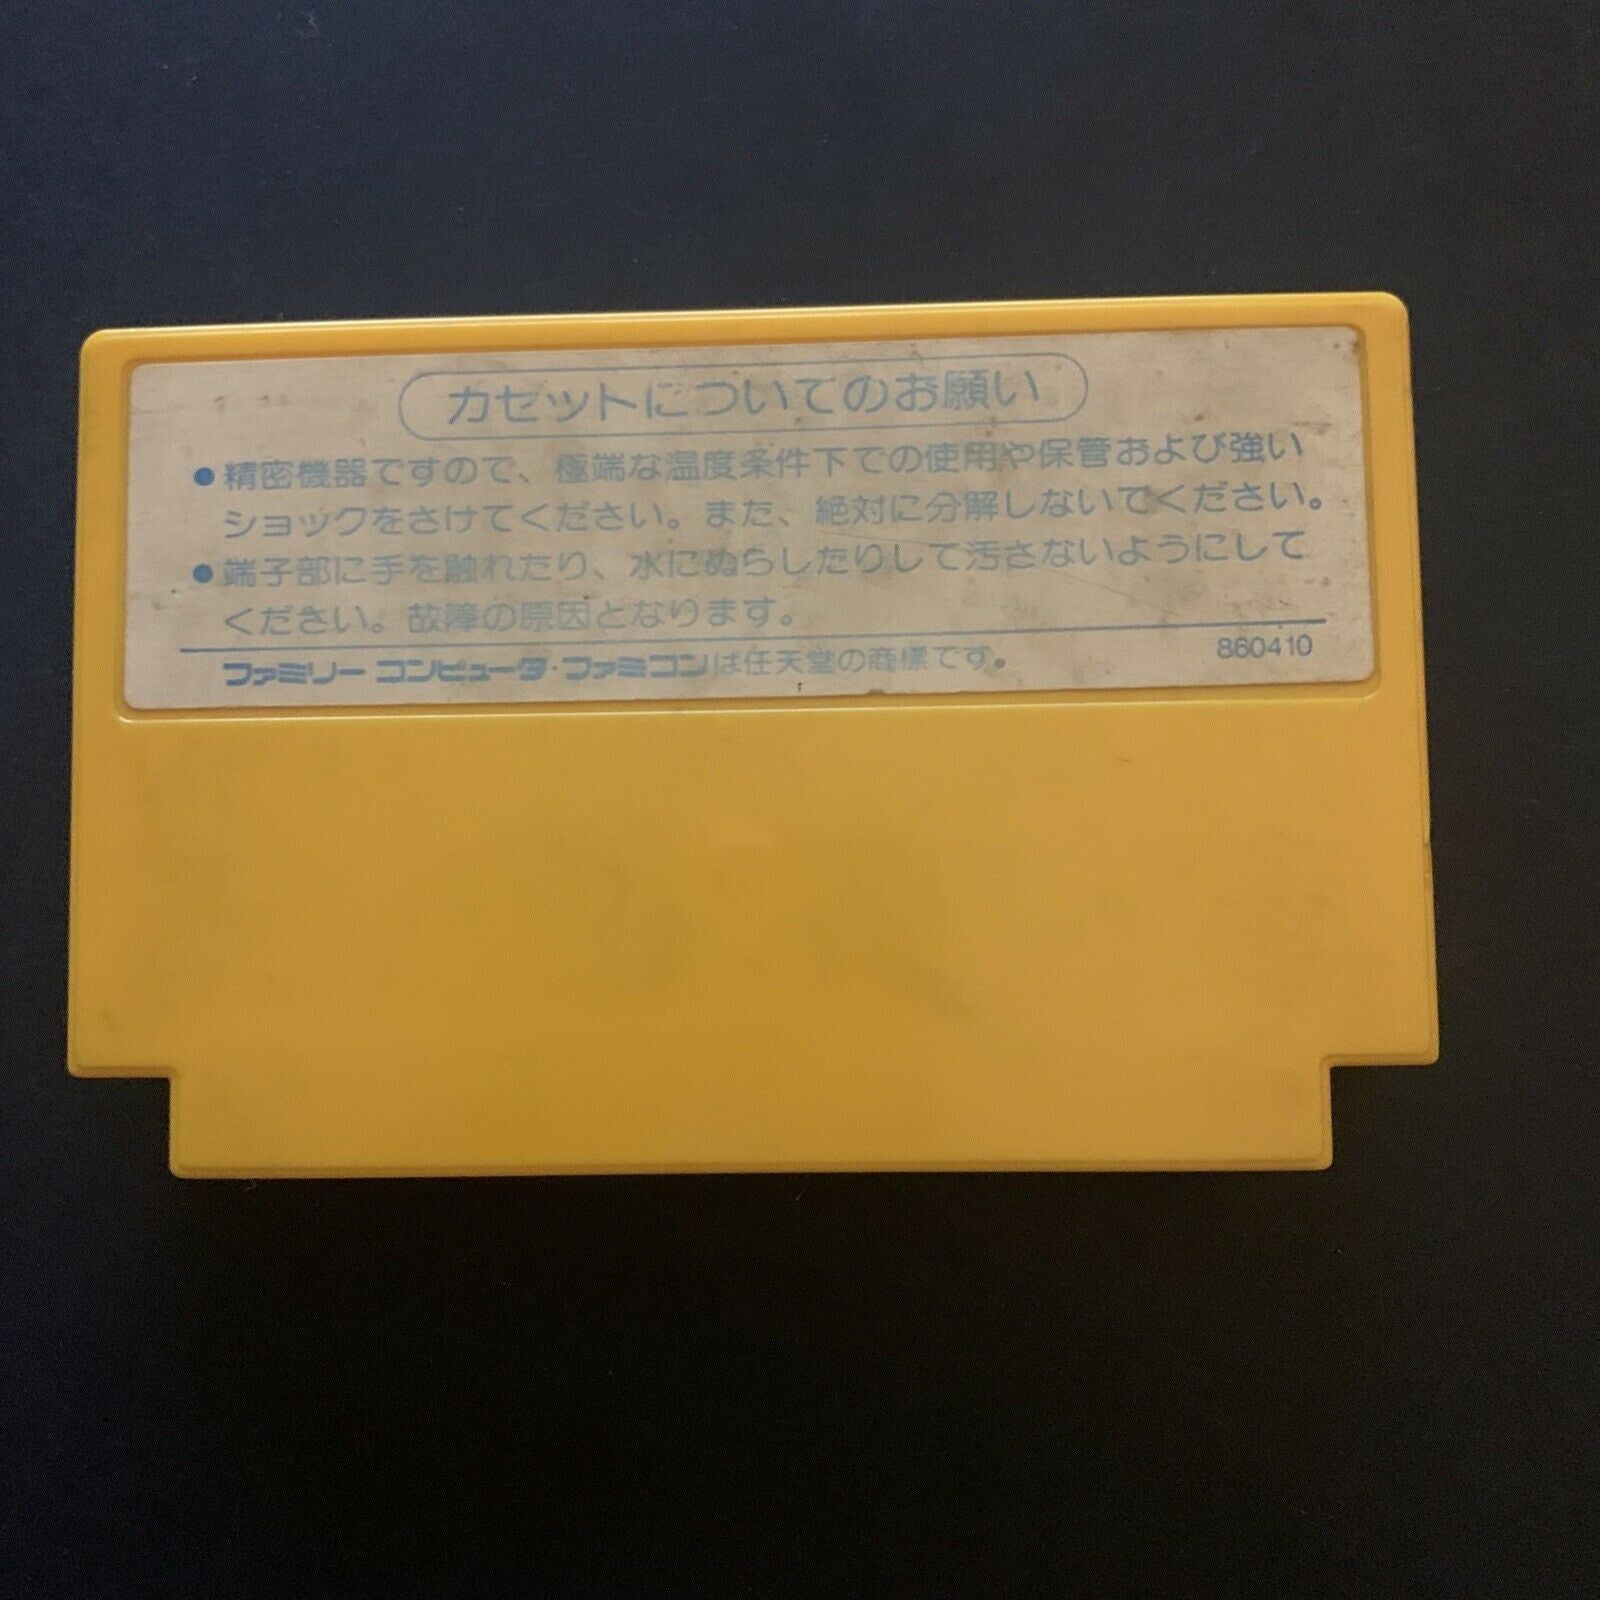 カセットについてのお願い
●精密機器ですので、極端な温度条件下での使用や保管および強い
ショックをさけてください。また、絶対に分解しないでください。
●端子部に手を触れたり、水にぬらしたりして汚さないようにして
ください。故障の原因となります。
ファミリーコンピュータ・ファミコンは任天堂の商標です。 860410